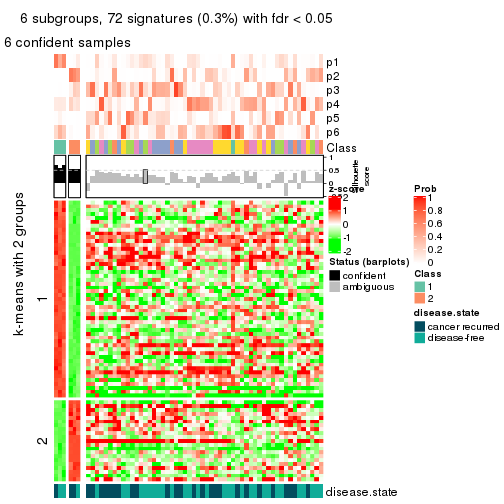 6 subgroups, 72 signatures (0.3%) with fdr < 0.05
6 confident samples
p1
p2
p3
p4
p5
p6
Class
1
0.5
0
silhouette
score
z-score
2
1
0
-1
-2
k-means with 2 groups
1
2
Status (barplots)
confident
ambiguous
Prob
1
0.8
0.6
0.4
0.2
0
Class
1
2
disease.state
cancer recurred
disease-free
disease.state